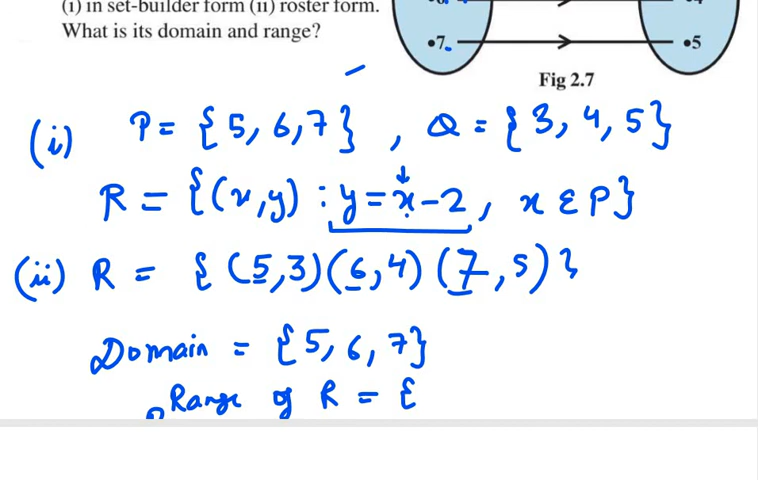 (i) in set-builder form (ii) roster form.
What is its domain and range?
•7 •5
Fig 2.7
(i) P = {5, 6, 7} , Q = {3, 4, 5}
R = {(x,y) : y = x-2, x ε P}
(ii) R = {(5,3)(6,4)(7,5)}
Domain = {5, 6, 7}
Range of R = {